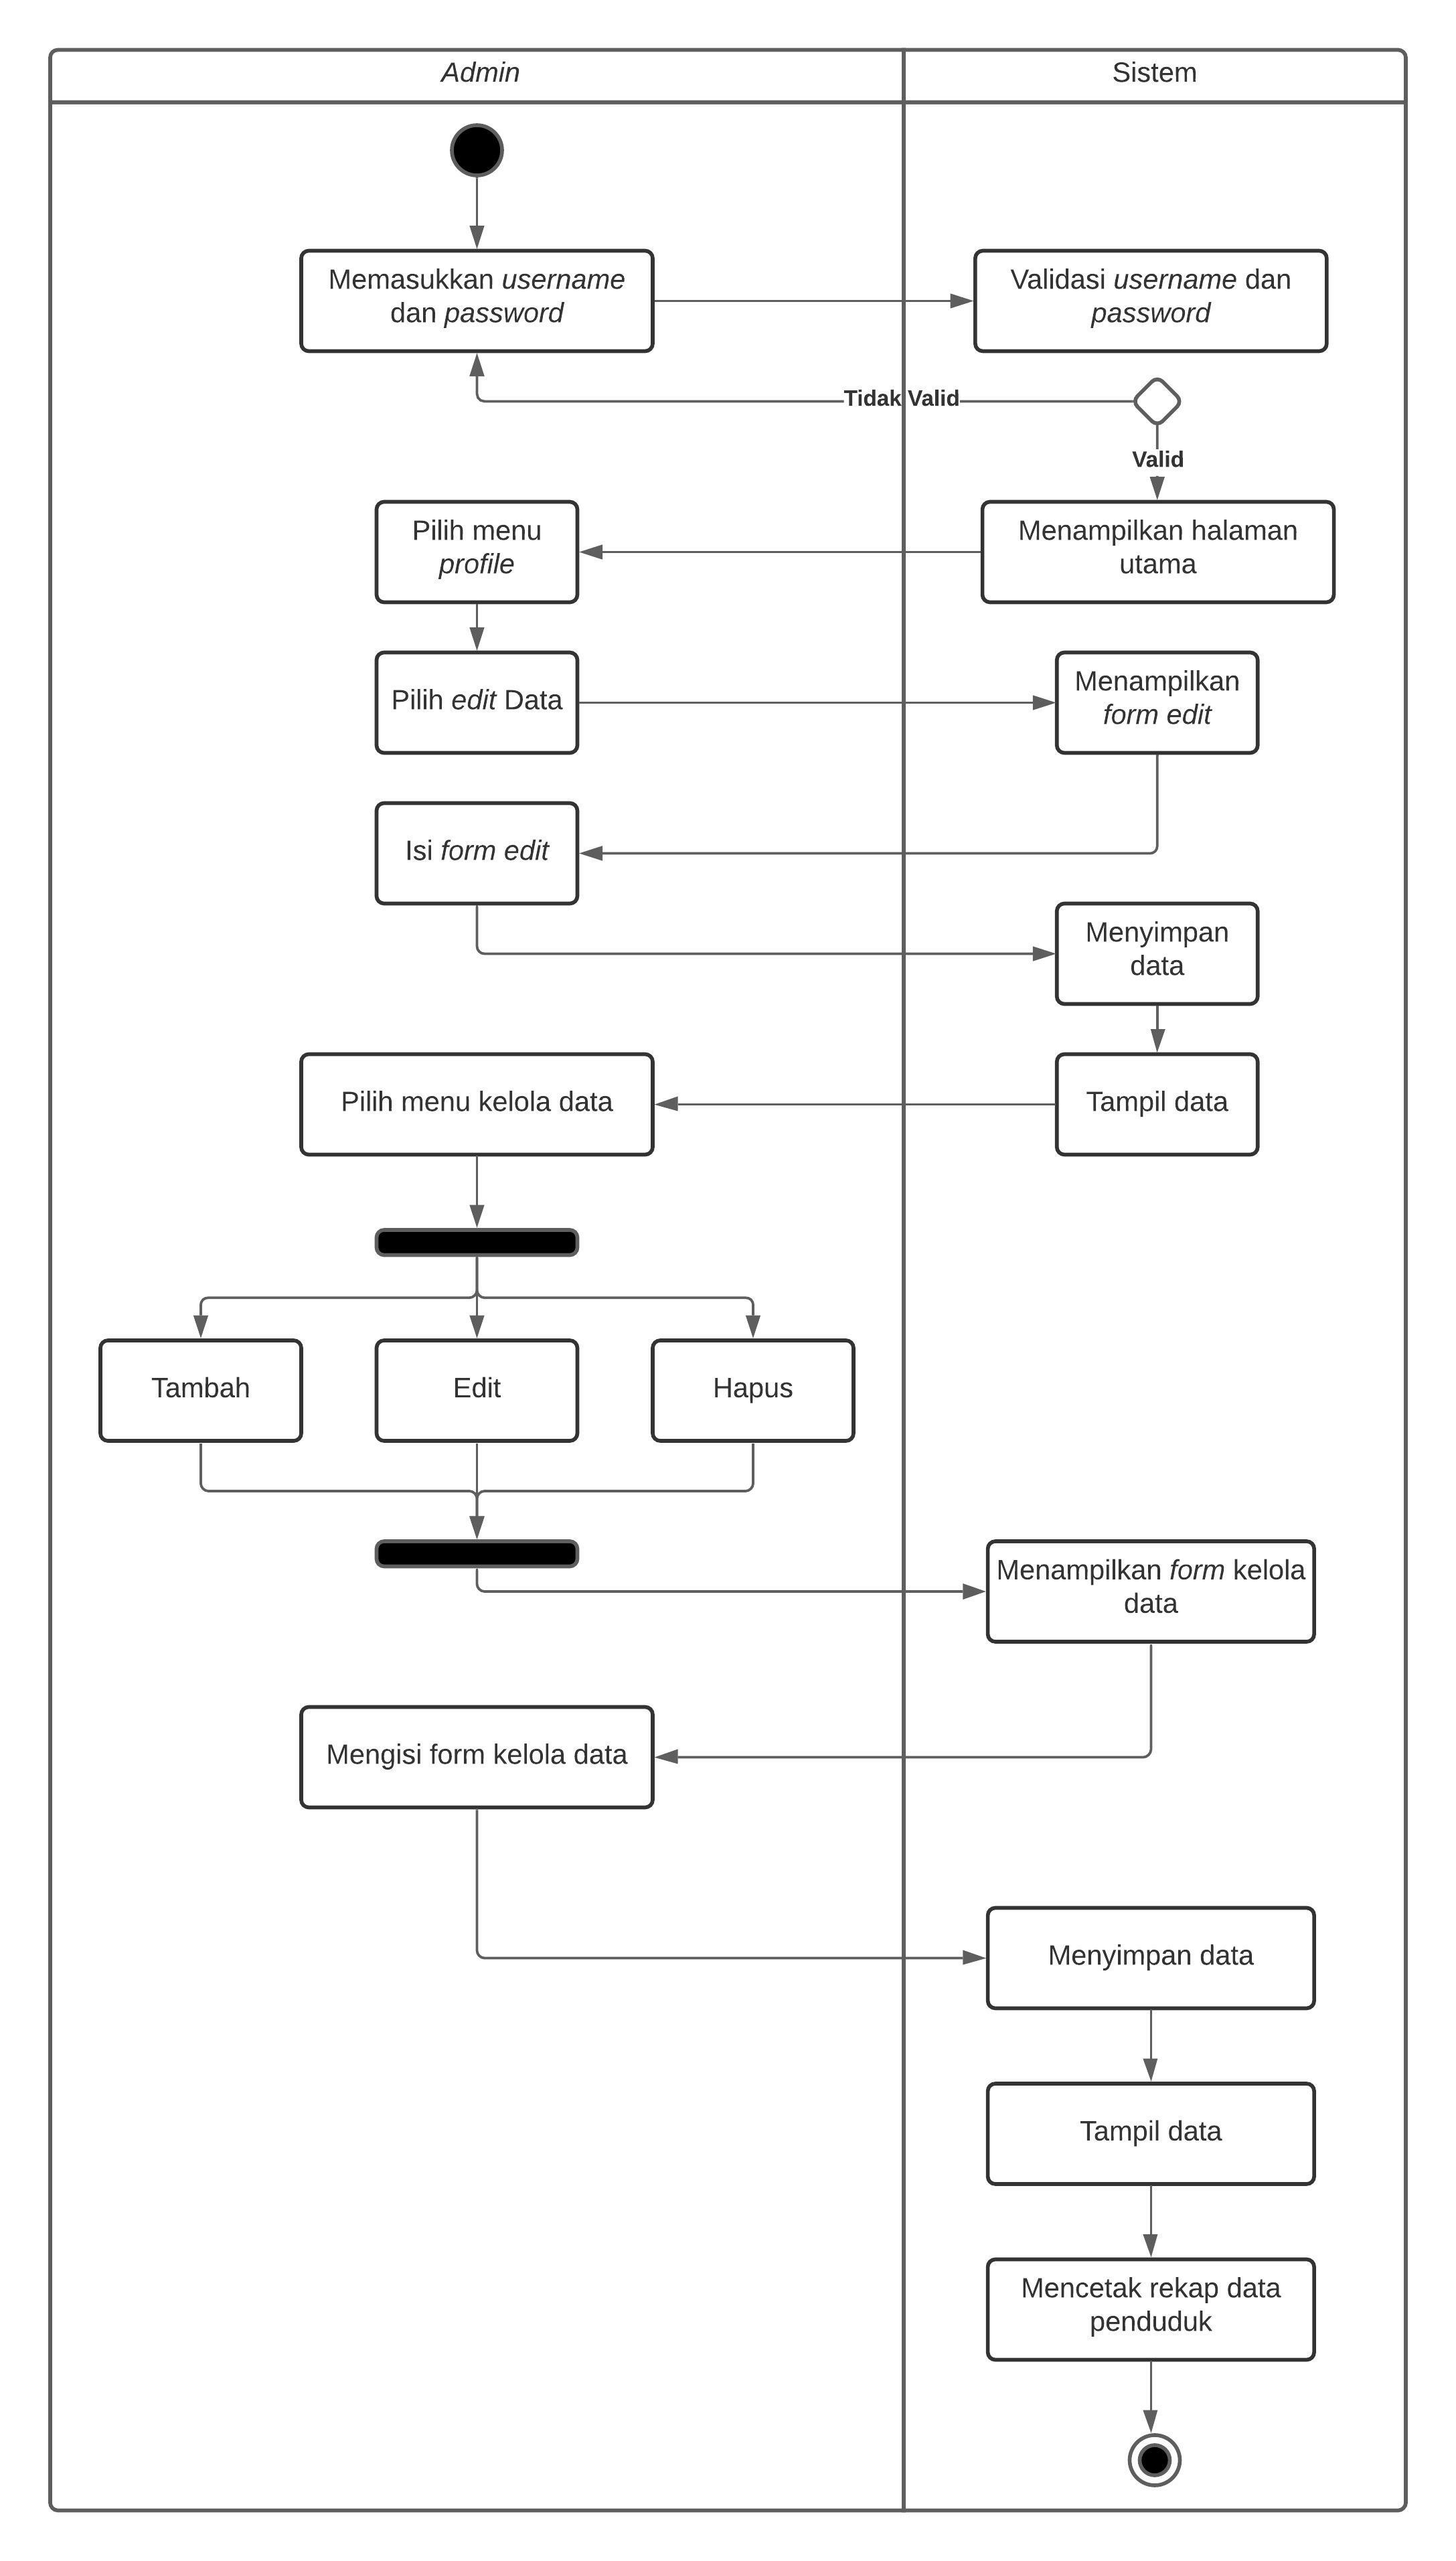 Admin
Sistem
Memasukkan username
dan password
Validasi username dan
password
Tidak Valid
Valid
Pilih menu
profile
Menampilkan halaman
utama
Pilih edit Data
Menampilkan
form edit
Isi form edit
Menyimpan
data
Pilih menu kelola data
Tampil data
Tambah
Edit
Hapus
Menampilkan form kelola
data
Mengisi form kelola data
Menyimpan data
Tampil data
Mencetak rekap data
penduduk